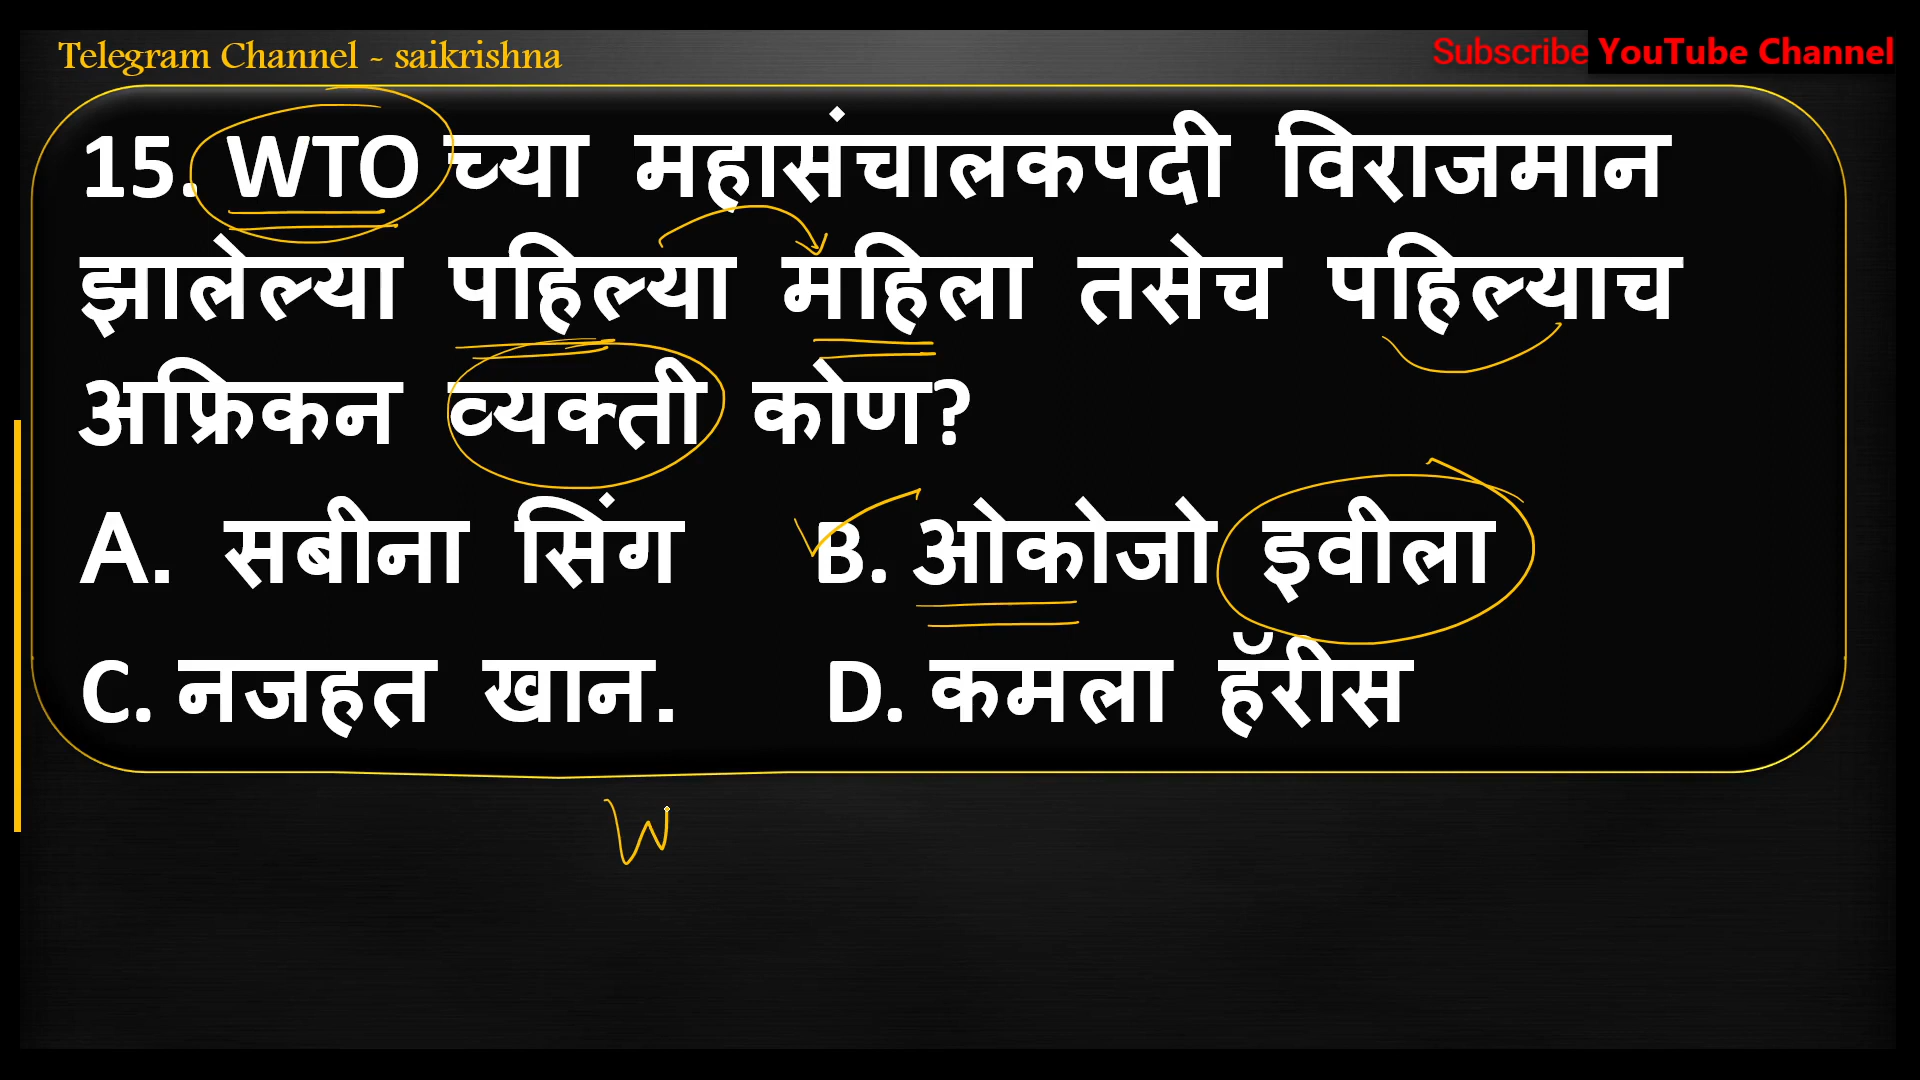 Telegram Channel - saikrishna
Subscribe YouTube Channel
15. WTO च्या महासंचालकपदी विराजमान
झालेल्या पहिल्या महिला तसेच पहिल्याच
अफ्रिकन व्यक्ती कोण?
A. सबीना सिंग B. ओकोजो इवीला
C. नजहत खान. D. कमला हॅरीस
W